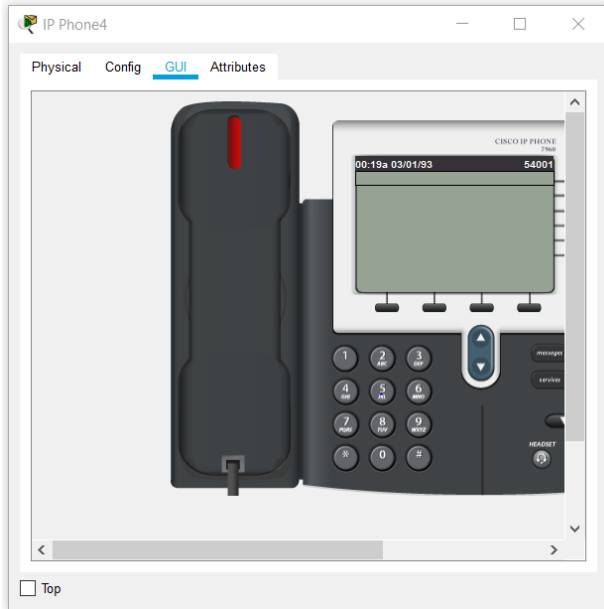 IP Phone4
Physical Config GUI Attributes
CISCO IP PHONE
7960
00:19a 03/01/93 54001
1 2 3
ABC DEF
4 5 6
GHI JKL MNO
7 8 9
PQRS TUV WXYZ
* 0 #
messages
services
HEADSET
Top